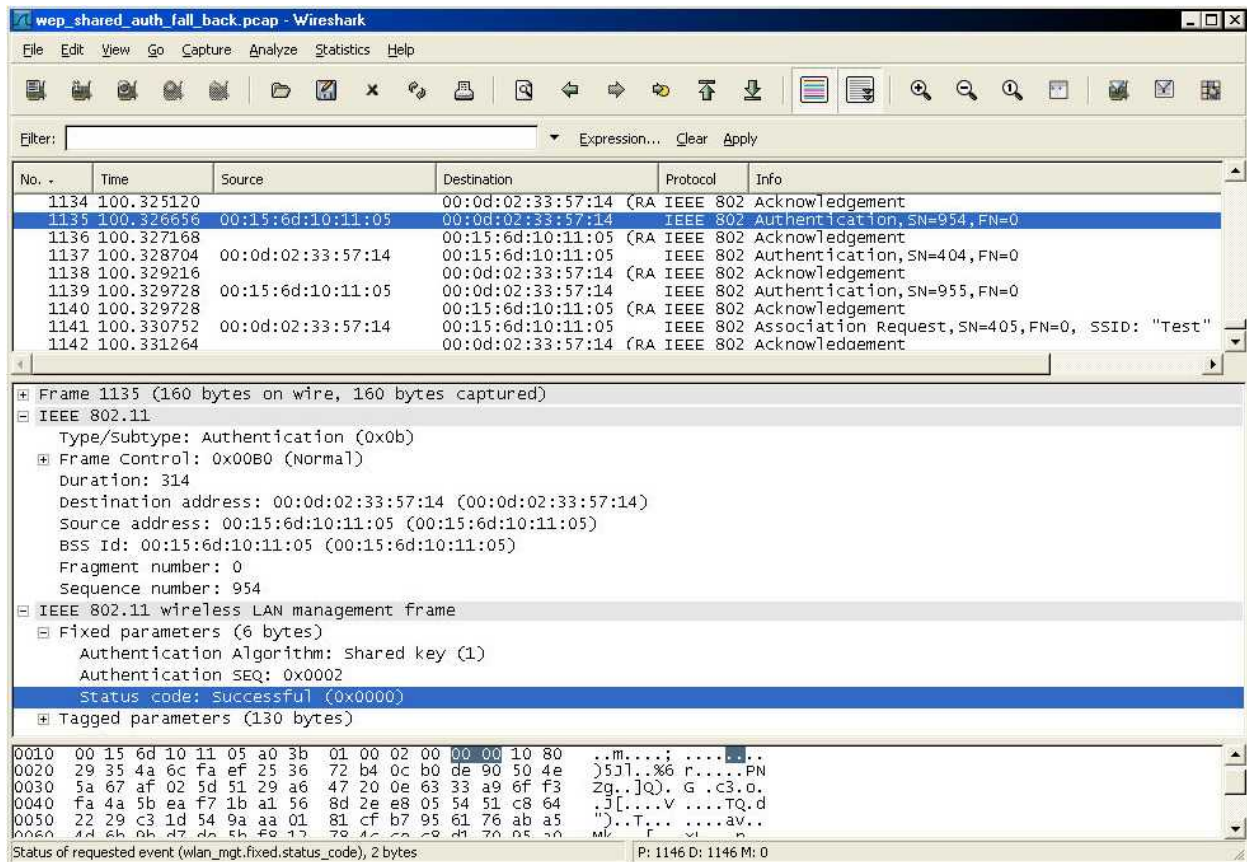 wep_shared_auth_fall_back.pcap - Wireshark
File Edit View Go Capture Analyze Statistics Help
Filter: Expression... Clear Apply
No. - Time Source Destination Protocol Info
1134 100.325120 00:0d:02:33:57:14 (RA IEEE 802 Acknowledgement
1135 100.326656 00:15:6d:10:11:05 00:0d:02:33:57:14 IEEE 802 Authentication,SN=954,FN=0
1136 100.327168 00:15:6d:10:11:05 (RA IEEE 802 Acknowledgement
1137 100.328704 00:0d:02:33:57:14 00:15:6d:10:11:05 IEEE 802 Authentication,SN=404,FN=0
1138 100.329216 00:0d:02:33:57:14 (RA IEEE 802 Acknowledgement
1139 100.329728 00:15:6d:10:11:05 00:0d:02:33:57:14 IEEE 802 Authentication,SN=955,FN=0
1140 100.329728 00:15:6d:10:11:05 (RA IEEE 802 Acknowledgement
1141 100.330752 00:0d:02:33:57:14 00:15:6d:10:11:05 IEEE 802 Association Request,SN=405,FN=0, SSID: "Test"
1142 100.331264 00:0d:02:33:57:14 (RA IEEE 802 Acknowledgement
Frame 1135 (160 bytes on wire, 160 bytes captured)
IEEE 802.11
Type/Subtype: Authentication (0x0b)
Frame Control: 0x00B0 (Normal)
Duration: 314
Destination address: 00:0d:02:33:57:14 (00:0d:02:33:57:14)
Source address: 00:15:6d:10:11:05 (00:15:6d:10:11:05)
BSS Id: 00:15:6d:10:11:05 (00:15:6d:10:11:05)
Fragment number: 0
Sequence number: 954
IEEE 802.11 wireless LAN management frame
Fixed parameters (6 bytes)
Authentication Algorithm: Shared key (1)
Authentication SEQ: 0x0002
Status code: Successful (0x0000)
Tagged parameters (130 bytes)
0010 00 15 6d 10 11 05 a0 3b 01 00 02 00 00 00 10 80 ..m....; ........
0020 29 35 4a 6c fa ef 25 36 72 b4 0c b0 de 90 50 4e )5Jl..%6 r.....PN
0030 5a 67 af 02 5d 51 29 a6 47 20 0e 63 33 a9 6f f3 Zg..]Q). G .c3.o.
0040 fa 4a 5b ea f7 1b a1 56 8d 2e e8 05 54 51 c8 64 .J[....V ....TQ.d
0050 22 29 c3 1d 54 9a aa 01 81 cf b7 95 61 76 ab a5 ")..T... ....av..
0060
Status of requested event (wlan_mgt.fixed.status_code), 2 bytes P: 1146 D: 1146 M: 0